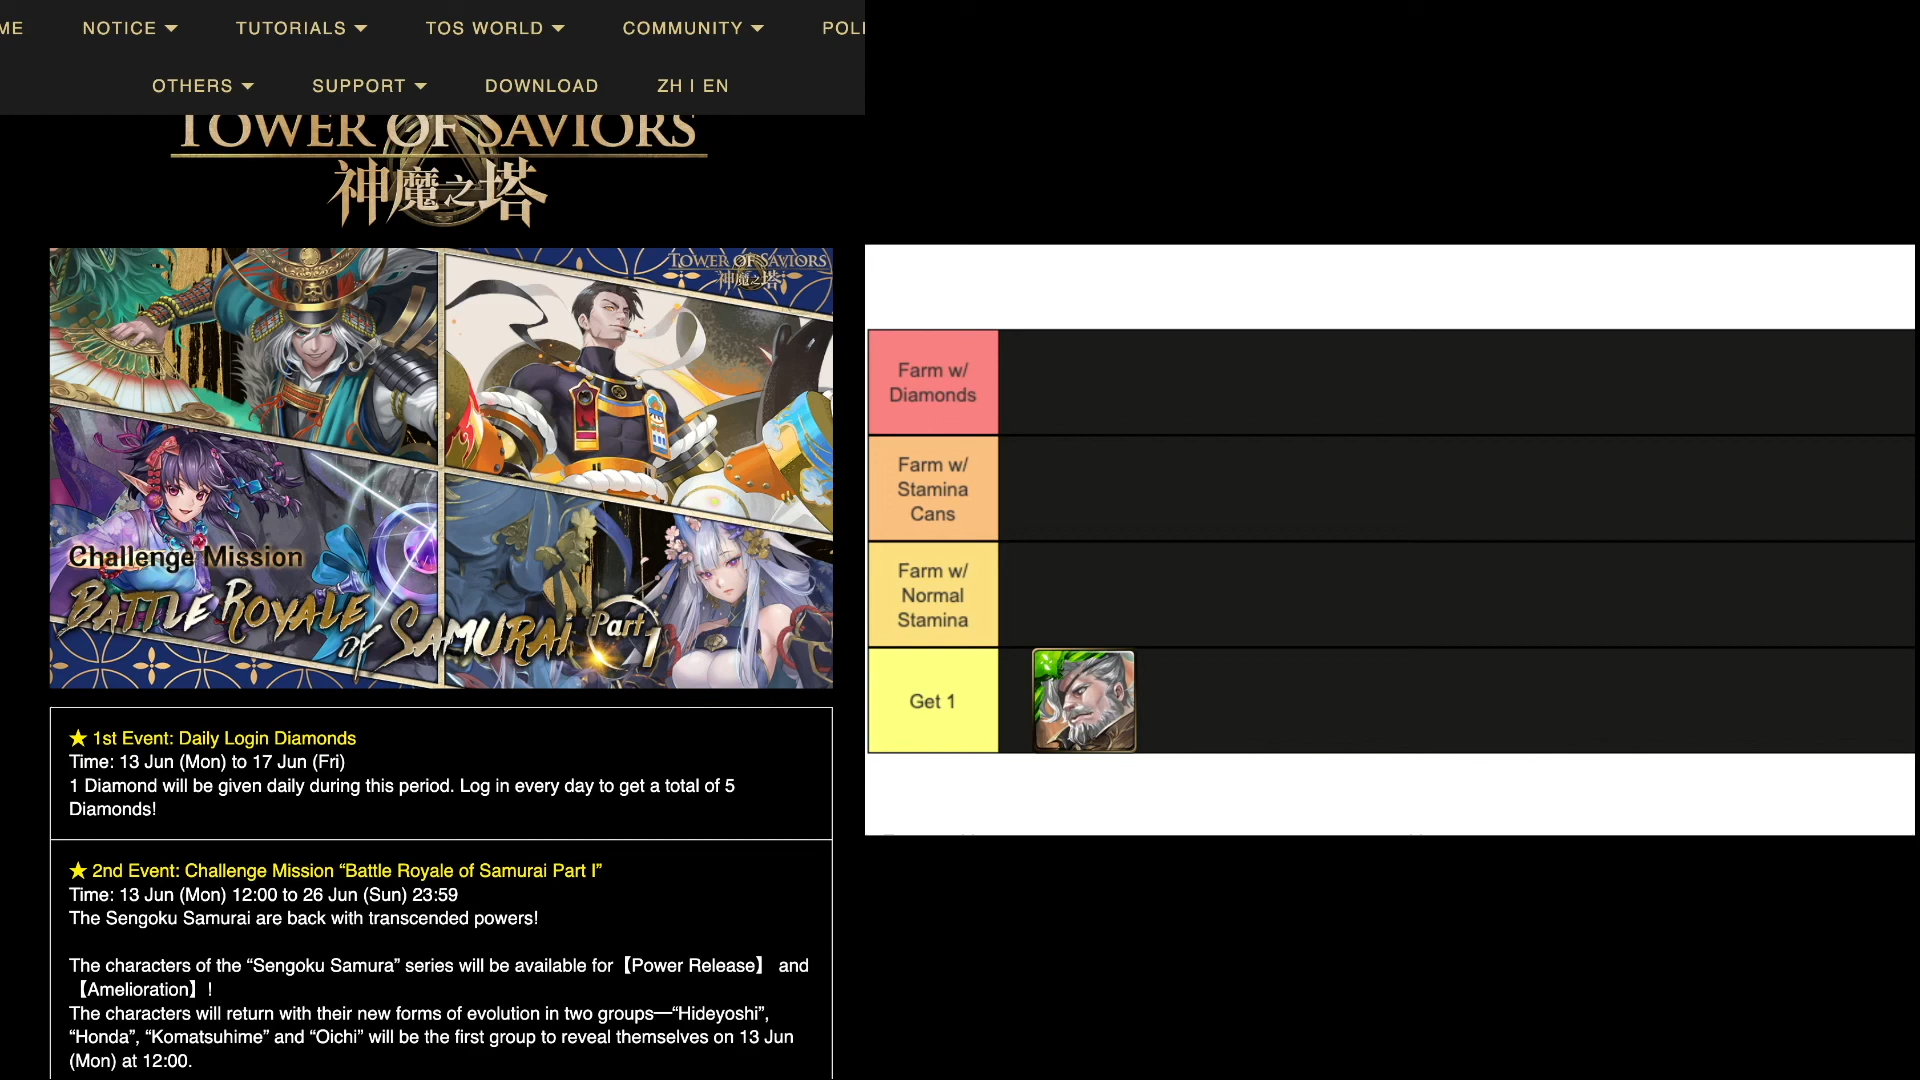 ME
NOTICE
TUTORIALS
TOS WORLD
COMMUNITY
POLI
OTHERS
SUPPORT
DOWNLOAD
ZH I EN
TOWER OF SAVIORS
神魔之塔
TOWER OF SAVIORS
神魔之塔
Challenge Mission
BATTLE ROYALE
OF SAMURAI Part 1
★ 1st Event: Daily Login Diamonds
Time: 13 Jun (Mon) to 17 Jun (Fri)
1 Diamond will be given daily during this period. Log in every day to get a total of 5
Diamonds!
★ 2nd Event: Challenge Mission “Battle Royale of Samurai Part I”
Time: 13 Jun (Mon) 12:00 to 26 Jun (Sun) 23:59
The Sengoku Samurai are back with transcended powers!
The characters of the “Sengoku Samura” series will be available for【Power Release】 and
【Amelioration】!
The characters will return with their new forms of evolution in two groups—“Hideyoshi”,
“Honda”, “Komatsuhime” and “Oichi” will be the first group to reveal themselves on 13 Jun
(Mon) at 12:00.
Farm w/
Diamonds
Farm w/
Stamina
Cans
Farm w/
Normal
Stamina
Get 1